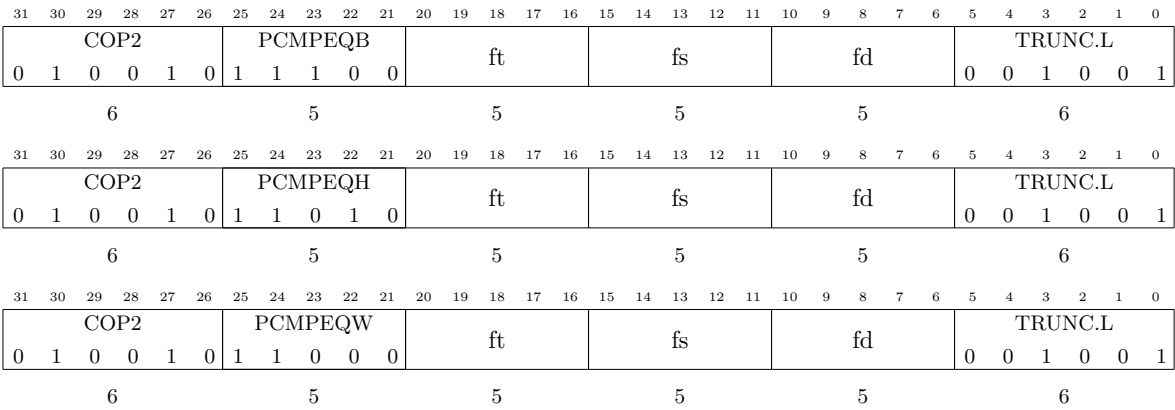 31 30 29 28 27 26 25 24 23 22 21 20 19 18 17 16 15 14 13 12 11 10 9 8 7 6 5 4 3 2 1 0
COP2 PCMPEQB ft fs fd TRUNC.L
0 1 0 0 1 0 1 1 1 0 0 0 0 1 0 0 1
6 5 5 5 5 6
31 30 29 28 27 26 25 24 23 22 21 20 19 18 17 16 15 14 13 12 11 10 9 8 7 6 5 4 3 2 1 0
COP2 PCMPEQH ft fs fd TRUNC.L
0 1 0 0 1 0 1 1 0 1 0 0 0 1 0 0 1
6 5 5 5 5 6
31 30 29 28 27 26 25 24 23 22 21 20 19 18 17 16 15 14 13 12 11 10 9 8 7 6 5 4 3 2 1 0
COP2 PCMPEQW ft fs fd TRUNC.L
0 1 0 0 1 0 1 1 0 0 0 0 0 1 0 0 1
6 5 5 5 5 6